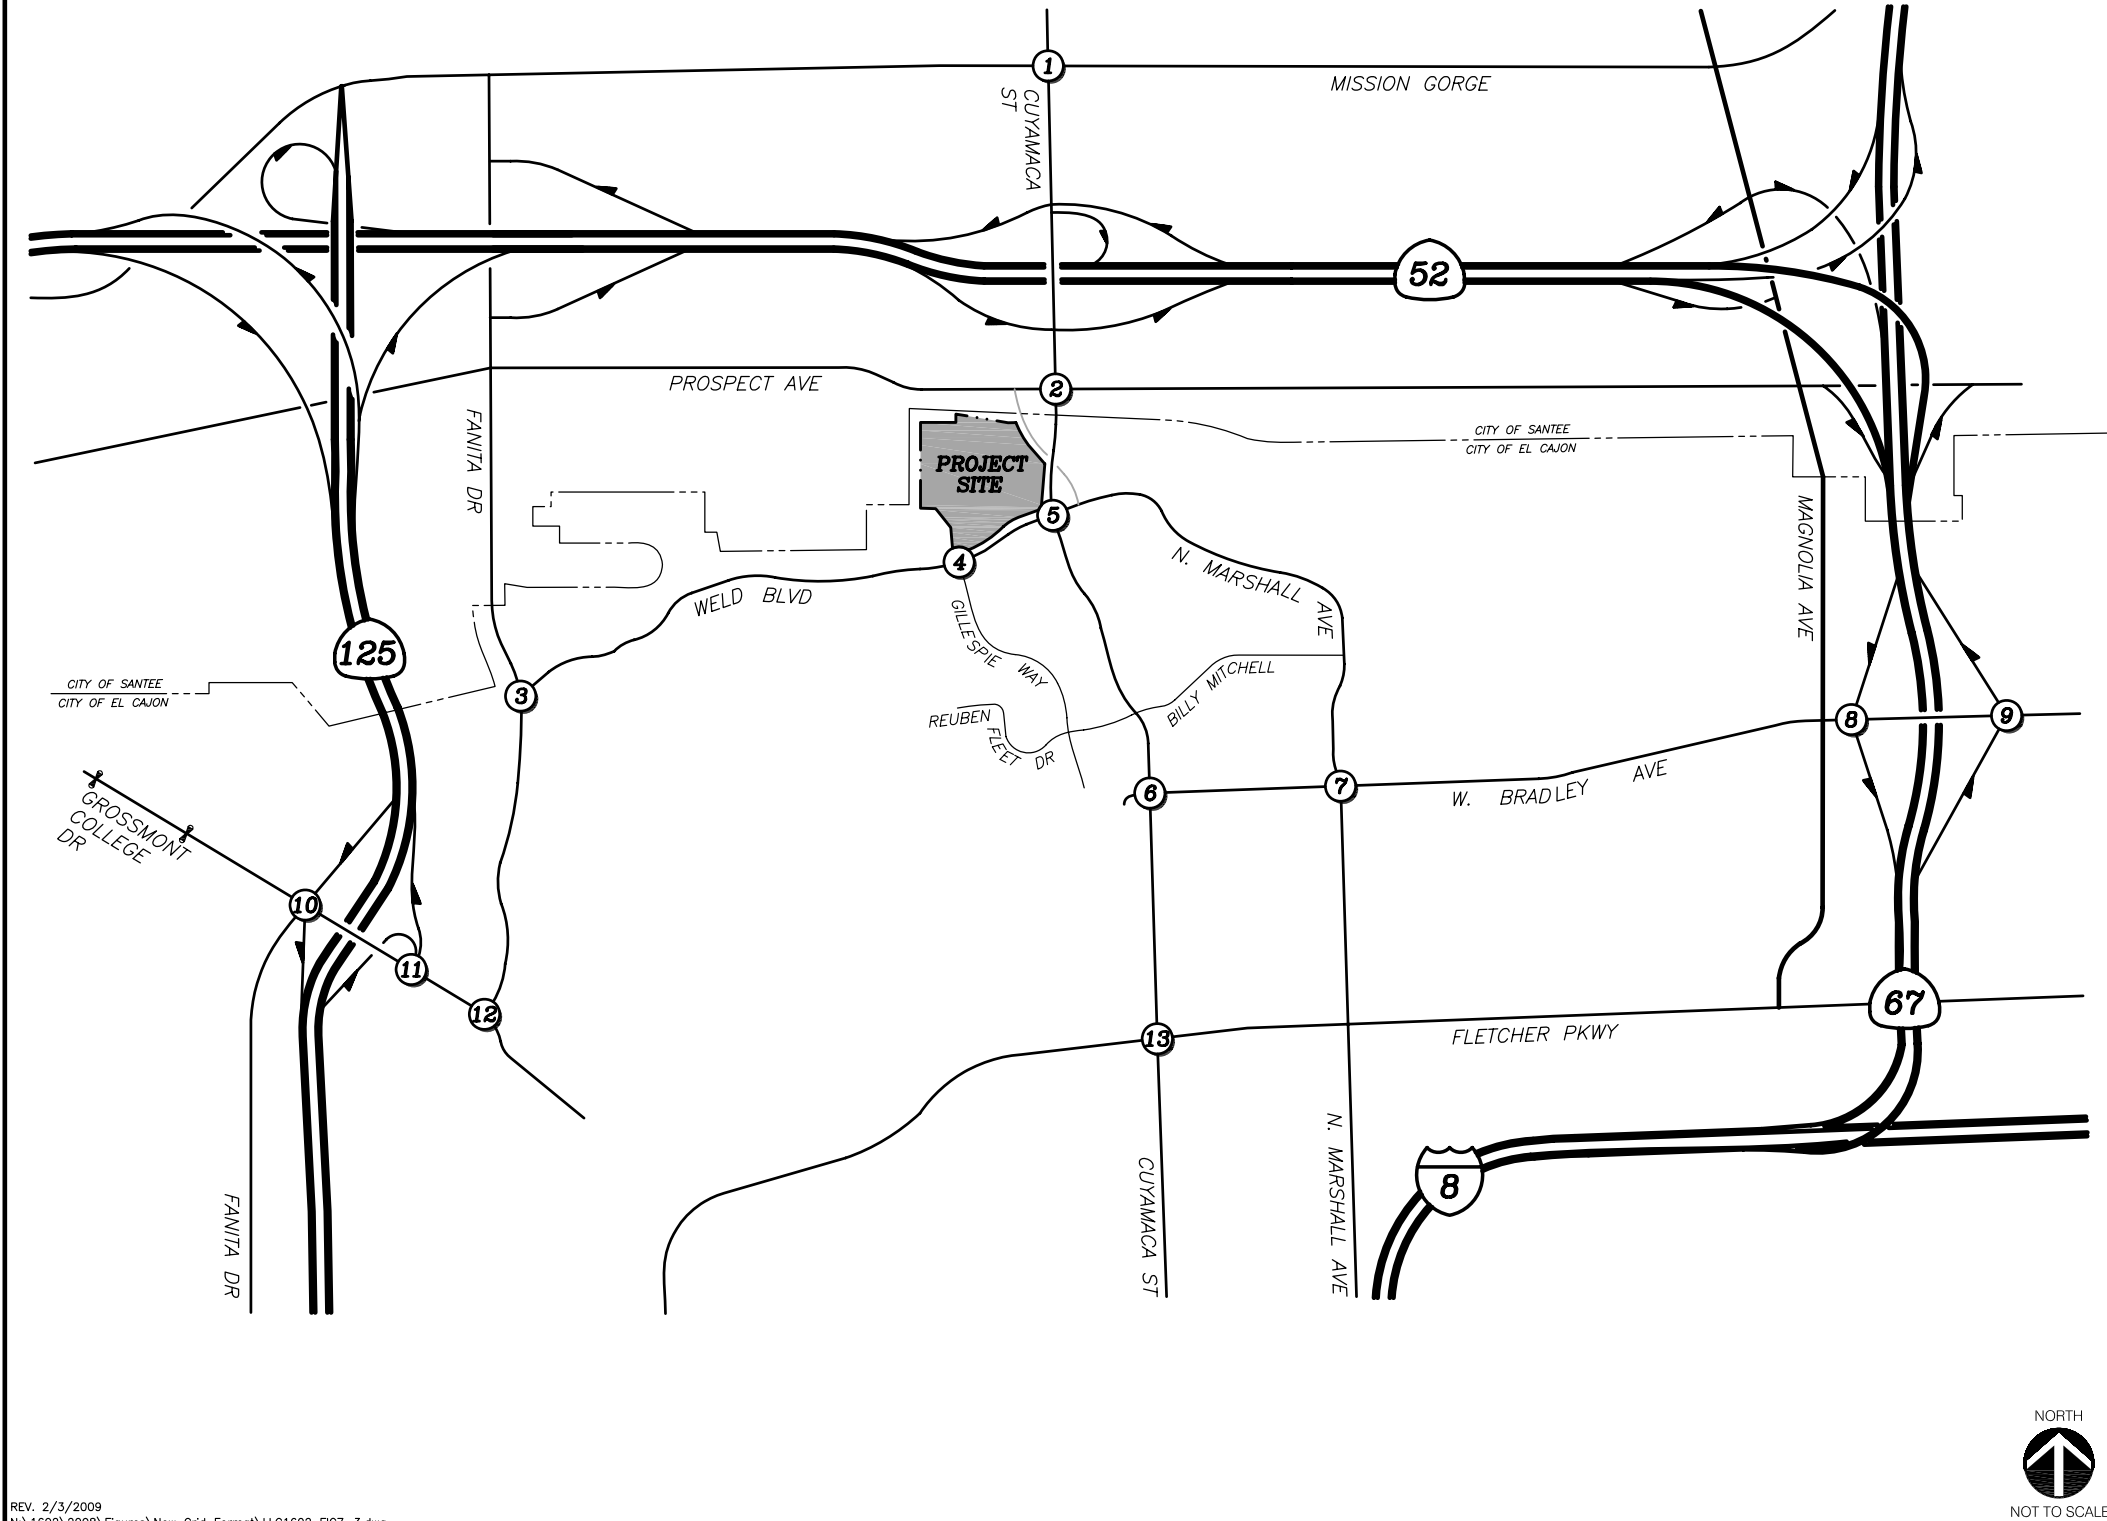 1
MISSION GORGE
CUYAMACA
ST
52
PROSPECT AVE
2
CITY OF SANTEE
CITY OF EL CAJON
FANITA DR
PROJECT
SITE
5
MAGNOLIA AVE
4
N. MARSHALL AVE
WELD BLVD
GILLESPIE WAY
125
CITY OF SANTEE
CITY OF EL CAJON
3
BILLY MITCHELL
REUBEN
FLEET DR
8
9
6
7
W. BRADLEY AVE
GROSSMONT
COLLEGE
DR
10
11
12
67
13
FLETCHER PKWY
FANITA DR
CUYAMACA ST
N. MARSHALL AVE
8
NORTH
NOT TO SCALE
REV. 2/3/2009